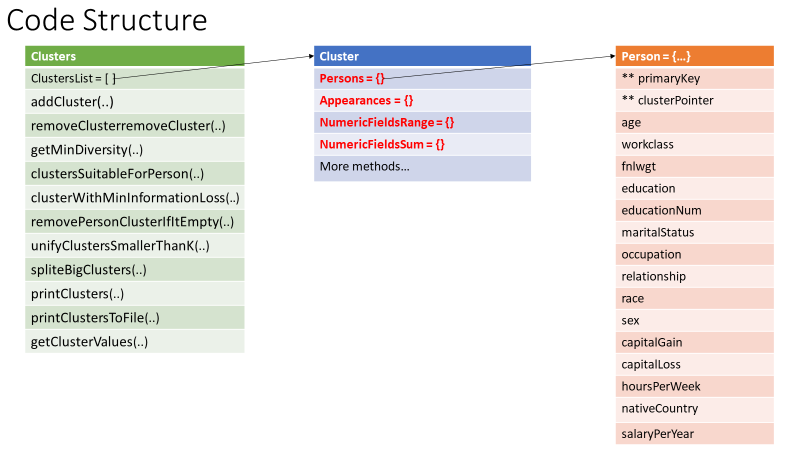 Code Structure
Clusters
ClustersList = [ ]
addCluster(..)
removeClusterremoveCluster(..)
getMinDiversity(..)
clustersSuitableForPerson(..)
clusterWithMinInformationLoss(..)
removePersonClusterIfItEmpty(..)
unifyClustersSmallerThanK(..)
spliteBigClusters(..)
printClusters(..)
printClustersToFile(..)
getClusterValues(..)
Cluster
Persons = {}
Appearances = {}
NumericFieldsRange = {}
NumericFieldsSum = {}
More methods...
Person = {...}
** primaryKey
** clusterPointer
age
workclass
fnlwgt
education
educationNum
maritalStatus
occupation
relationship
race
sex
capitalGain
capitalLoss
hoursPerWeek
nativeCountry
salaryPerYear